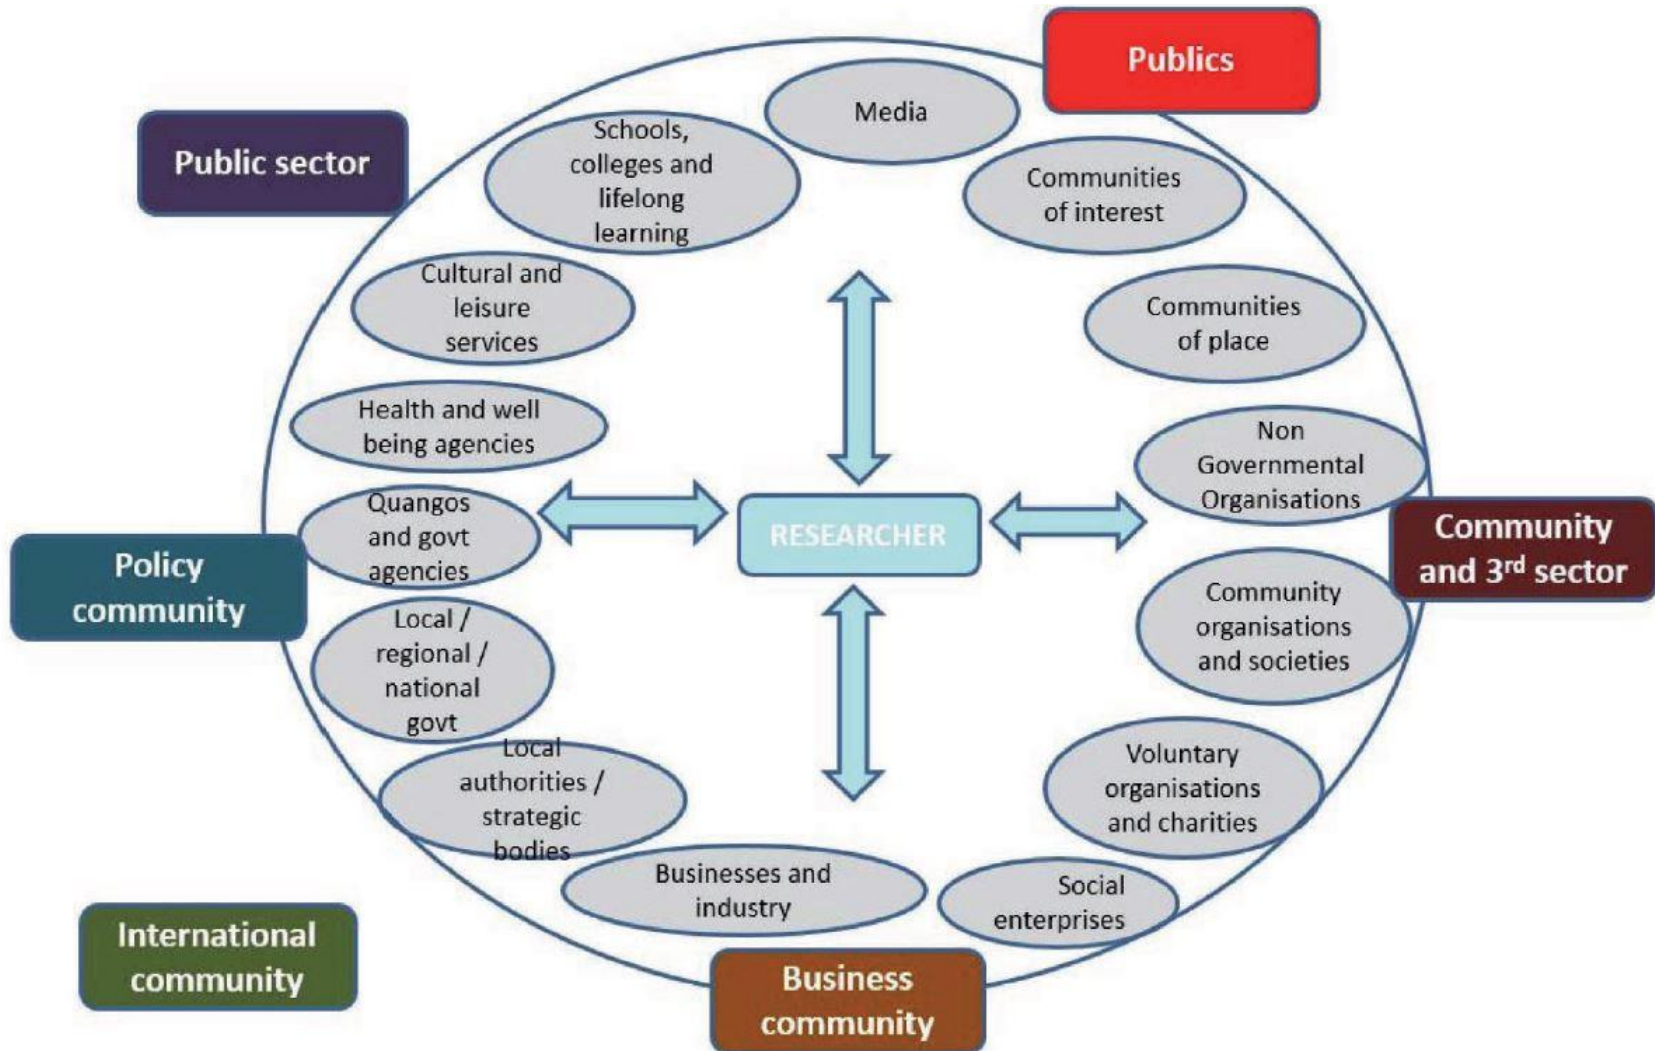 Publics
Media
Public sector
Schools,
colleges and
lifelong
learning
Communities
of interest
Cultural and
leisure
services
Communities
of place
Health and well
being agencies
Non
Governmental
Organisations
Quangos
and govt
agencies
RESEARCHER
Community
and 3rd sector
Policy
community
Local /
regional /
national
govt
Community
organisations
and societies
Local
authorities /
strategic
bodies
Voluntary
organisations
and charities
Businesses and
industry
Social
enterprises
International
community
Business
community